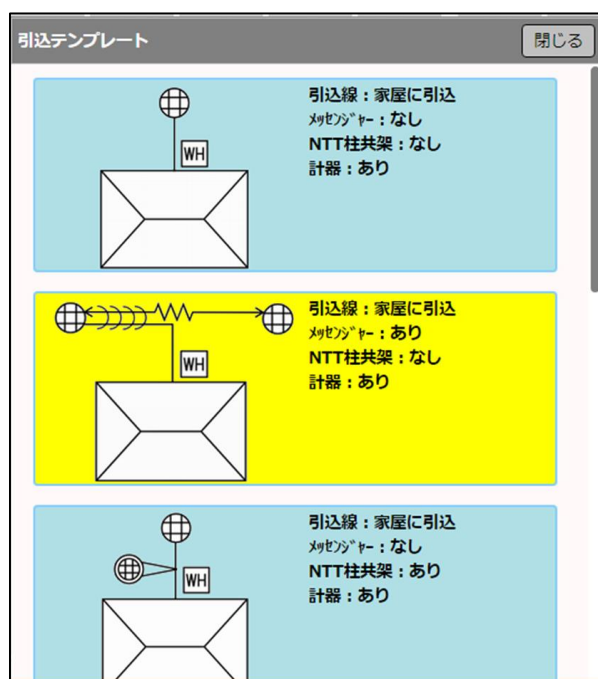 引込テンプレート
閉じる
引込線：家屋に引込
ﾒｯｾﾝｼﾞｬｰ：なし
NTT柱共架：なし
計器：あり
WH
引込線：家屋に引込
ﾒｯｾﾝｼﾞｬｰ：あり
NTT柱共架：なし
計器：あり
WH
引込線：家屋に引込
ﾒｯｾﾝｼﾞｬｰ：なし
NTT柱共架：あり
計器：あり
WH